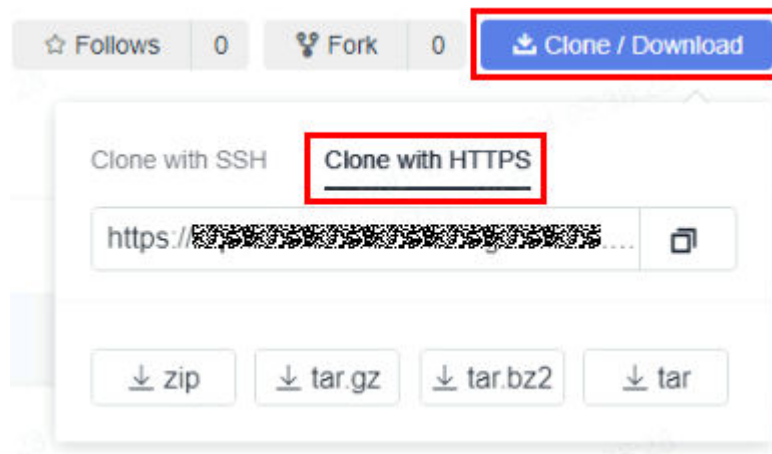 Follows 0 Fork 0 Clone / Download
Clone with SSH Clone with HTTPS
https:// ....
zip tar.gz tar.bz2 tar